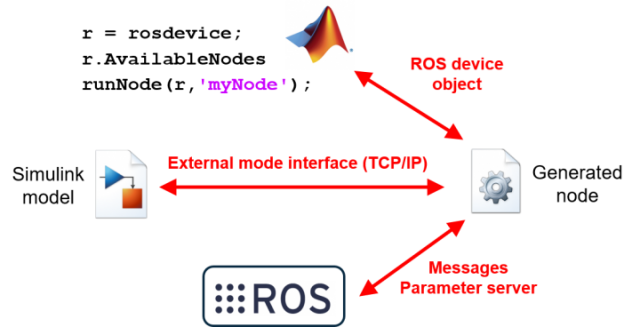 r = rosdevice;
r.AvailableNodes
runNode(r,'myNode');
ROS device
object
External mode interface (TCP/IP)
Simulink
model
Generated
node
Messages
Parameter server
ROS